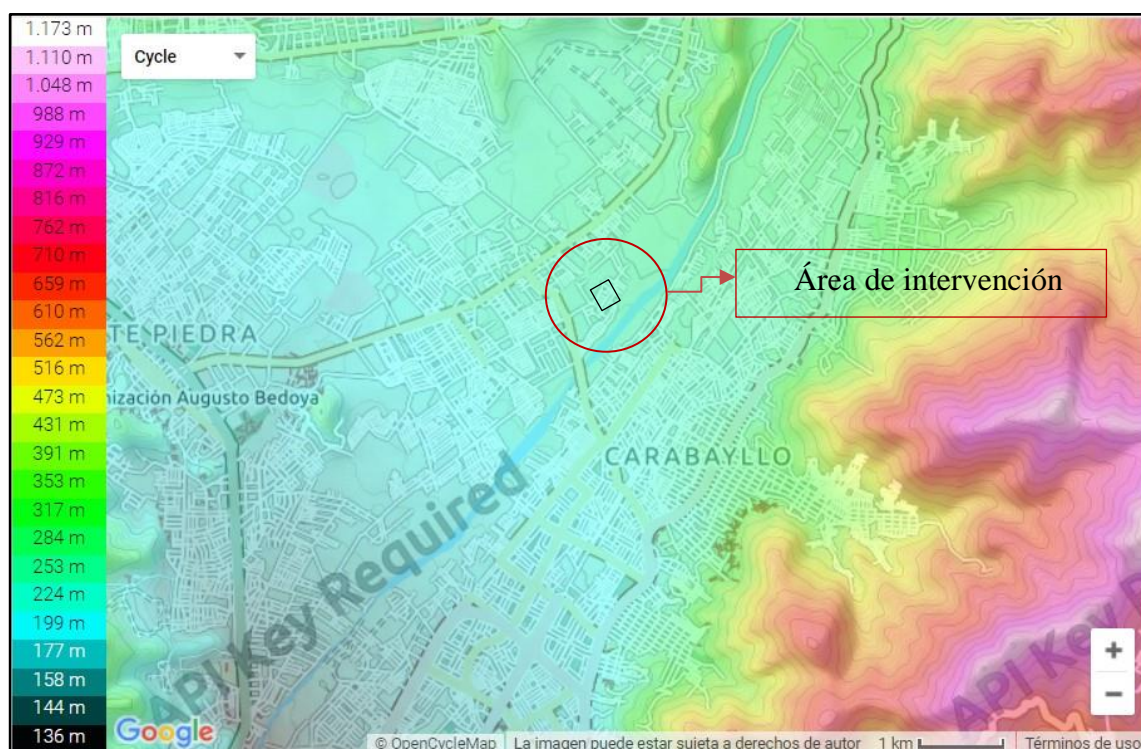 1.173 m
1.110 m
1.048 m
988 m
929 m
872 m
816 m
762 m
710 m
659 m
610 m
562 m
516 m
473 m
431 m
391 m
353 m
317 m
284 m
253 m
224 m
199 m
177 m
158 m
144 m
136 m
Cycle
Área de intervención
TE PIEDRA
nización Augusto Bedoya
CARABAYLLO
API Key Required
API Key R
+
−
Google
© OpenCycleMap
La imagen puede estar sujeta a derechos de autor
1 km
Términos de uso